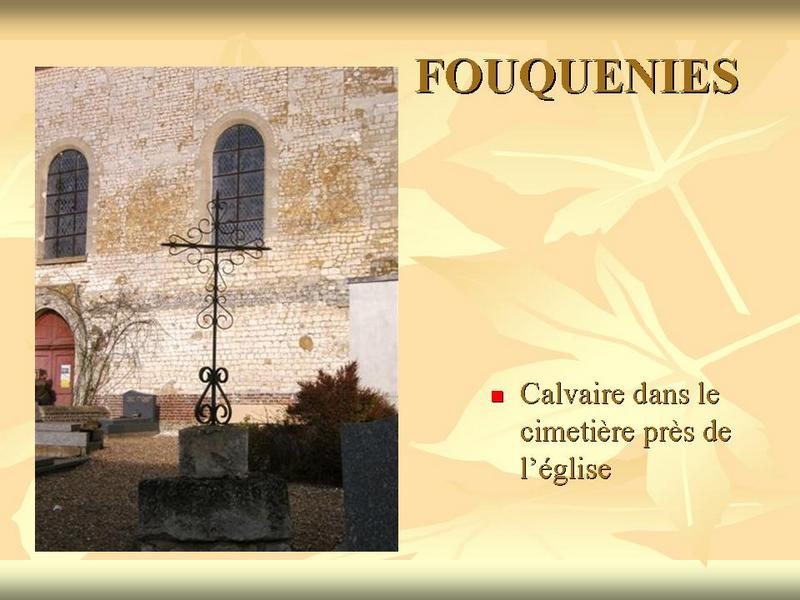 FOUQUENIES
Calvaire dans le
cimetière près de
l'église